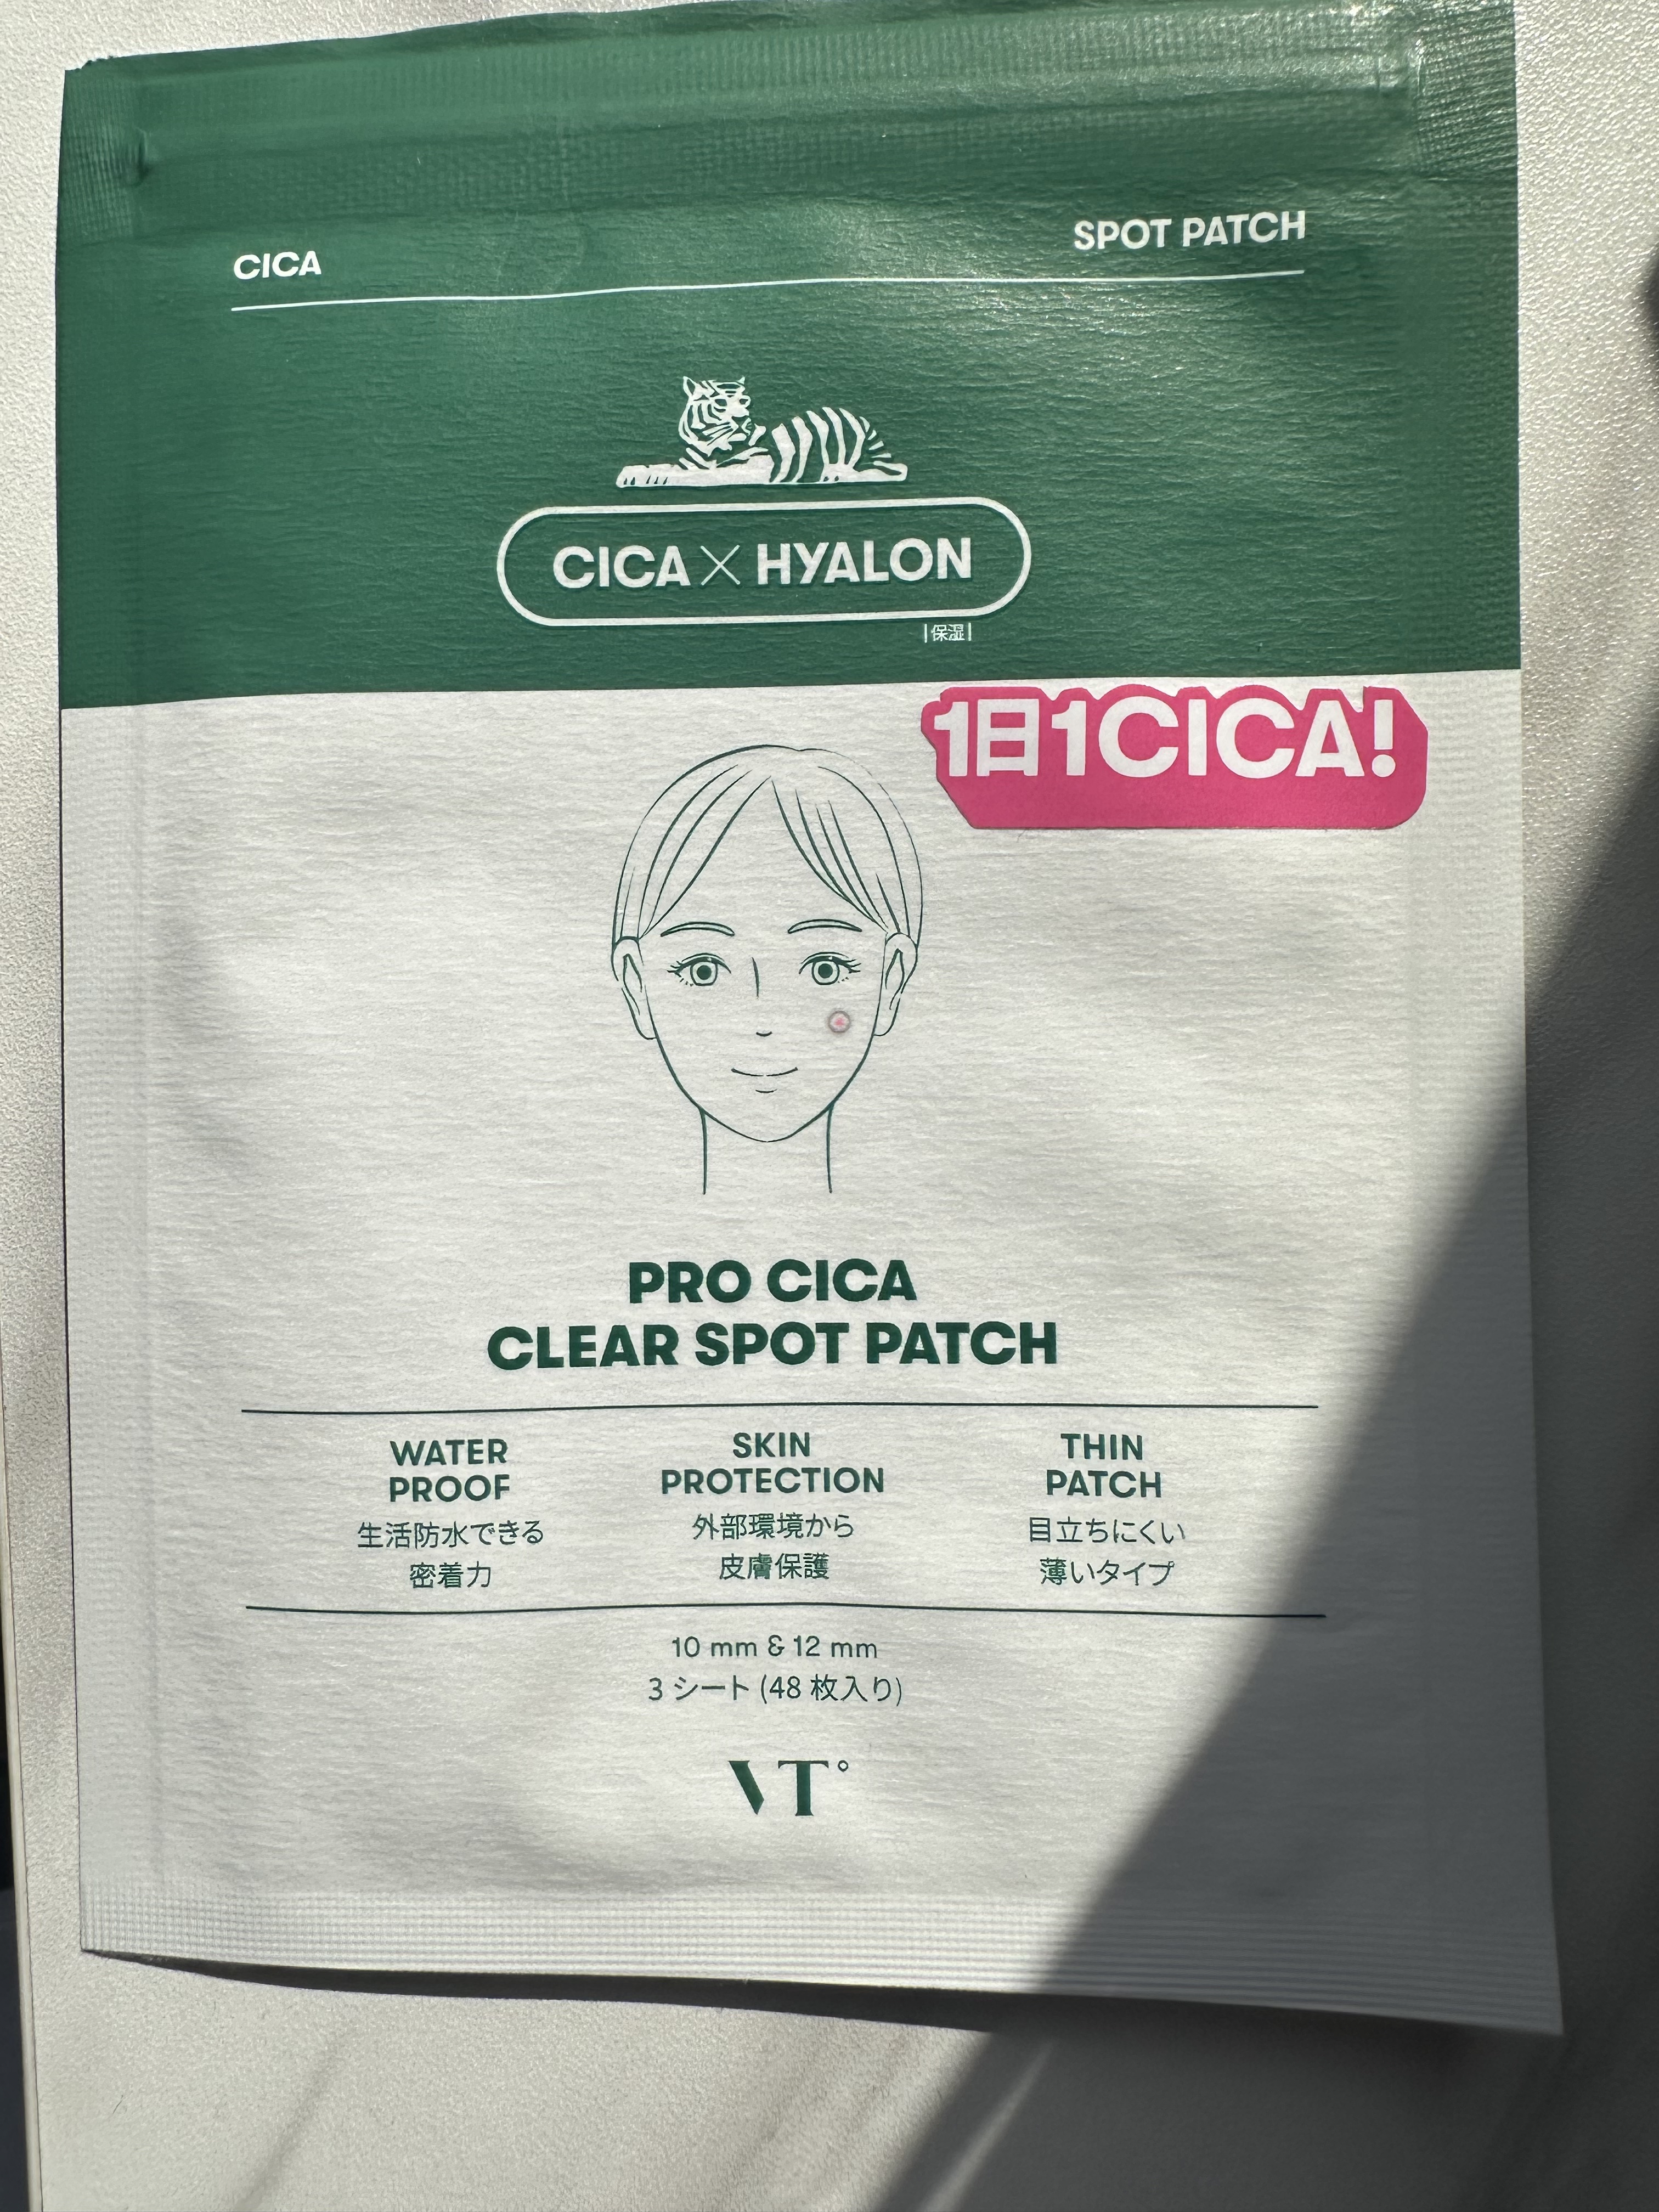 CICA
SPOT PATCH
CICA X HYALON
|保湿|
1日1CICA!
PRO CICA
CLEAR SPOT PATCH
WATER
PROOF
生活防水できる
密着力
SKIN
PROTECTION
外部環境から
皮膚保護
THIN
PATCH
目立ちにくい
薄いタイプ
10 mm & 12 mm
3 シート (48 枚入り)
VT°